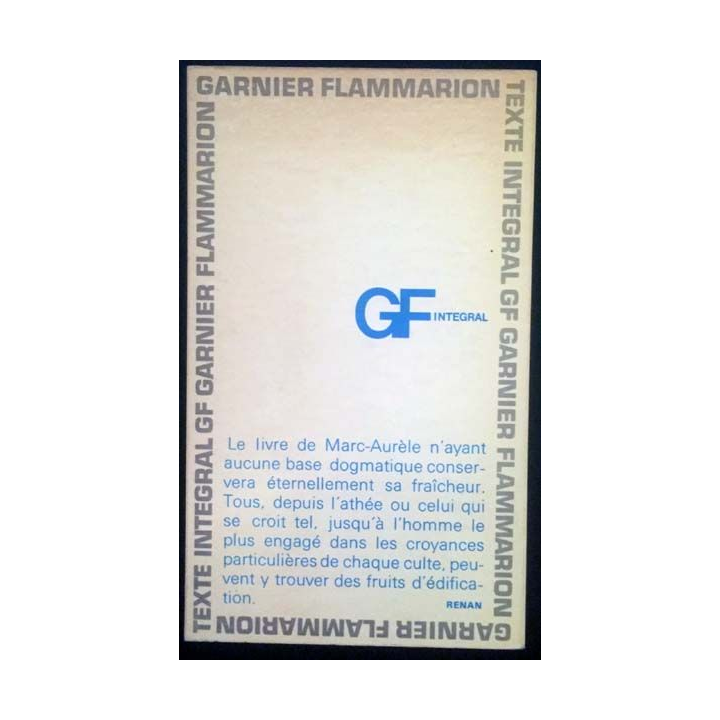 GARNIER FLAMMARION
TEXTE INTEGRAL GF GARNIER FLAMMARION
GF INTEGRAL
Le livre de Marc-Aurèle n'ayant
aucune base dogmatique conser-
vera éternellement sa fraîcheur.
Tous, depuis l'athée ou celui qui
se croit tel, jusqu'à l'homme le
plus engagé dans les croyances
particulières de chaque culte, peu-
vent y trouver des fruits d'édifica-
tion.
RENAN
GARNIER FLAMMARION
TEXTE INTEGRAL GF GARNIER FLAMMARION